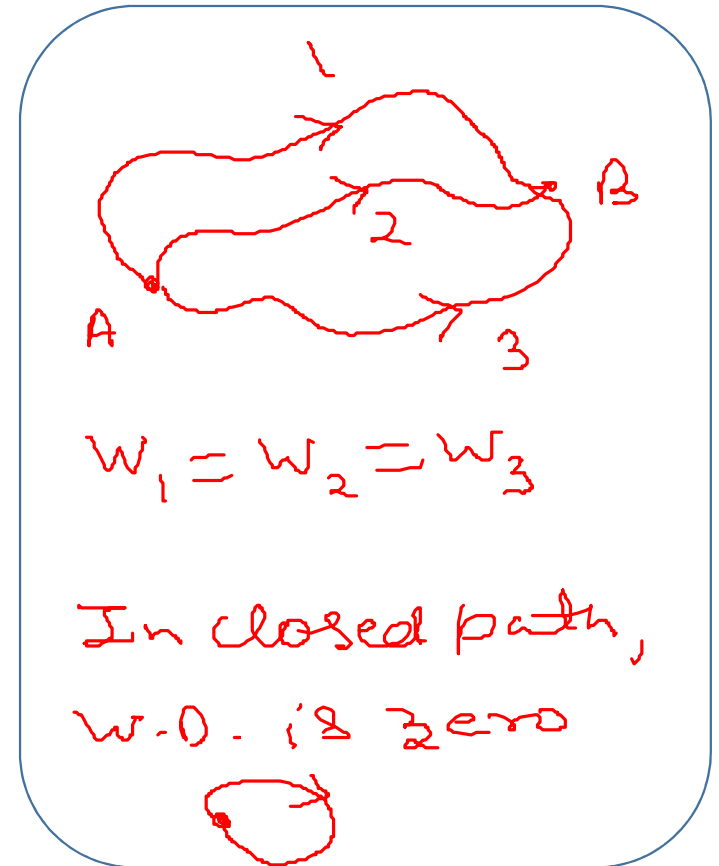 1
B
2
A
3
W₁ = W₂ = W₃
In closed path,
W.D. is zero